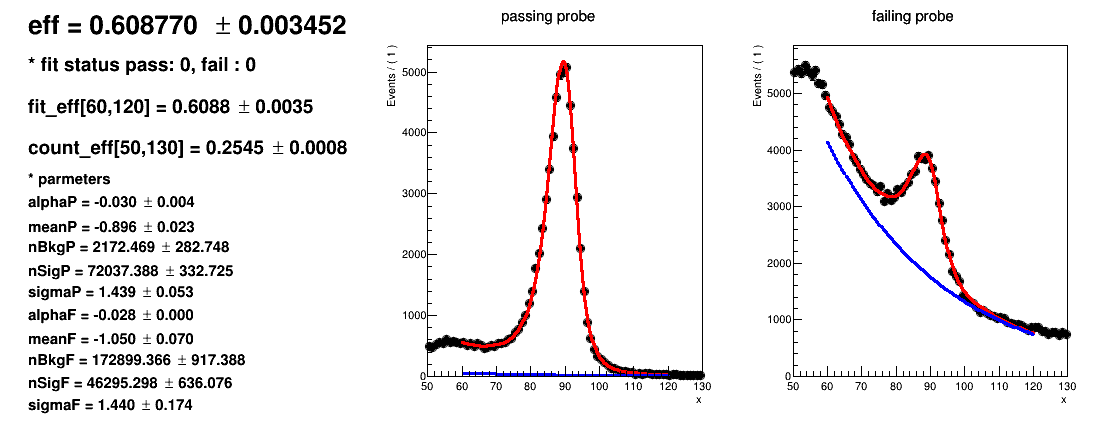 eff = 0.608770 ± 0.003452
* fit status pass: 0, fail : 0
fit_eff[60,120] = 0.6088 ± 0.0035
count_eff[50,130] = 0.2545 ± 0.0008
* parmeters
alphaP = -0.030 ± 0.004
meanP = -0.896 ± 0.023
nBkgP = 2172.469 ± 282.748
nSigP = 72037.388 ± 332.725
sigmaP = 1.439 ± 0.053
alphaF = -0.028 ± 0.000
meanF = -1.050 ± 0.070
nBkgF = 172899.366 ± 917.388
nSigF = 46295.298 ± 636.076
sigmaF = 1.440 ± 0.174
passing probe
Events / ( 1 )
5000
4000
3000
2000
1000
0
50 60 70 80 90 100 110 120 130
x
failing probe
Events / ( 1 )
5000
4000
3000
2000
1000
0
50 60 70 80 90 100 110 120 130
x